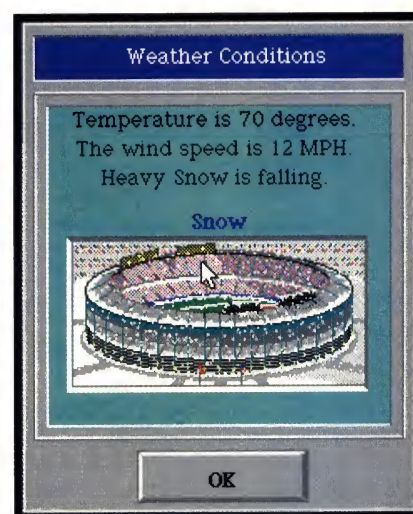 Weather Conditions
Temperature is 70 degrees.
The wind speed is 12 MPH.
Heavy Snow is falling.
Snow
OK